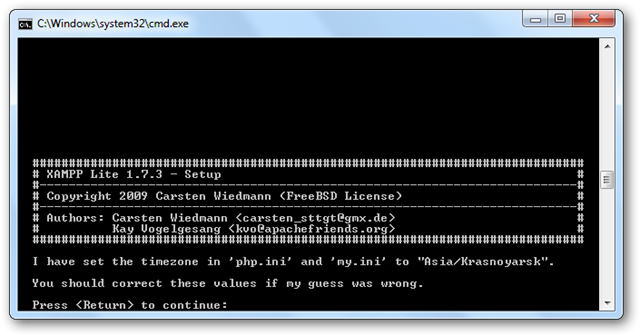 C:\Windows\system32\cmd.exe
###############################################################################
# XAMPP Lite 1.7.3 - Setup #
#-----------------------------------------------------------------------------#
# Copyright 2009 Carsten Wiedmann (FreeBSD License) #
#-----------------------------------------------------------------------------#
# Authors: Carsten Wiedmann <carsten_sttgt@gmx.de> #
# Kay Vogelgesang <kvo@apachefriends.org> #
###############################################################################
I have set the timezone in 'php.ini' and 'my.ini' to "Asia/Krasnoyarsk".
You should correct these values if my guess was wrong.
Press <Return> to continue: